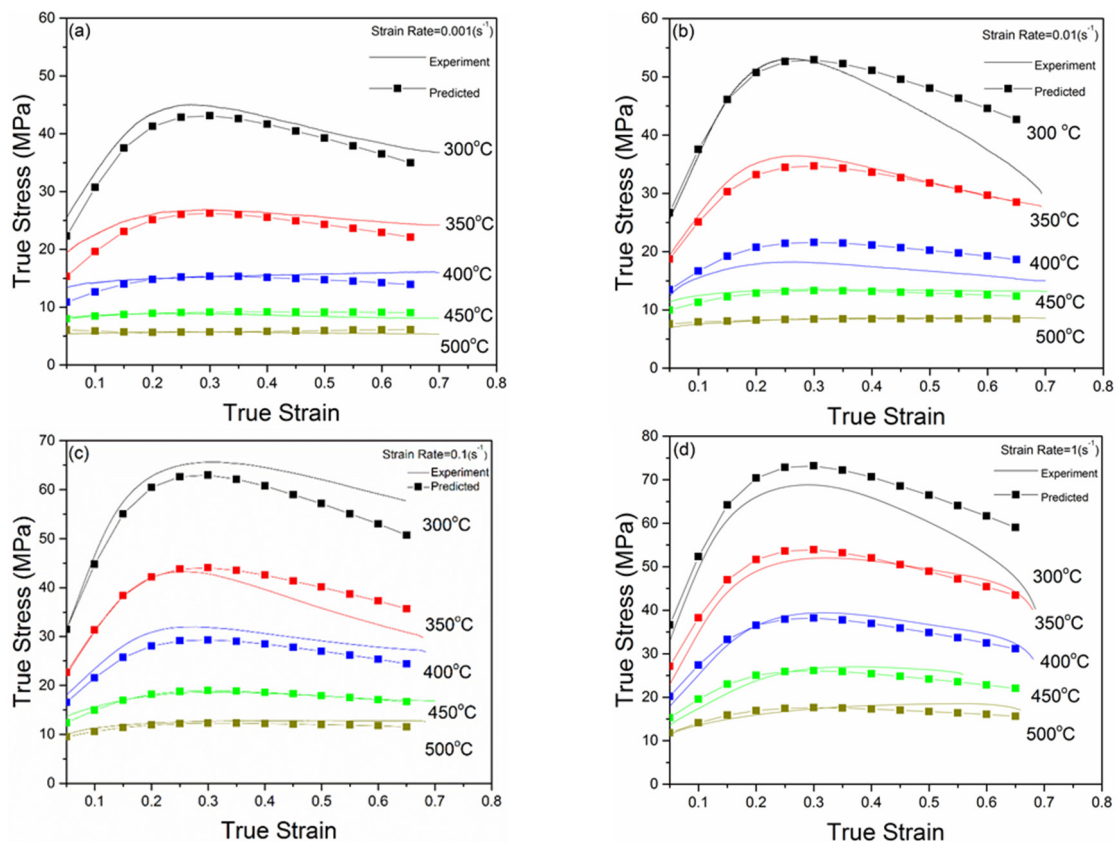 (a)
Strain Rate=0.001(s⁻¹)
Experiment
Predicted
300°C
350°C
400°C
450°C
500°C
True Stress (MPa)
60
50
40
30
20
10
0
0.1 0.2 0.3 0.4 0.5 0.6 0.7 0.8
True Strain
(b)
Strain Rate=0.01(s⁻¹)
Experiment
Predicted
300 °C
350°C
400°C
450°C
500°C
True Stress (MPa)
60
50
40
30
20
10
0
0.1 0.2 0.3 0.4 0.5 0.6 0.7 0.8
True Strain
(c)
Strain Rate=0.1(s⁻¹)
Experiment
Predicted
300°C
350°C
400°C
450°C
500°C
True Stress (MPa)
70
60
50
40
30
20
10
0
0.1 0.2 0.3 0.4 0.5 0.6 0.7 0.8
True Strain
(d)
Strain Rate=1(s⁻¹)
Experiment
Predicted
300°C
350°C
400°C
450°C
500°C
True Stress (MPa)
80
70
60
50
40
30
20
10
0
0.1 0.2 0.3 0.4 0.5 0.6 0.7 0.8
True Strain